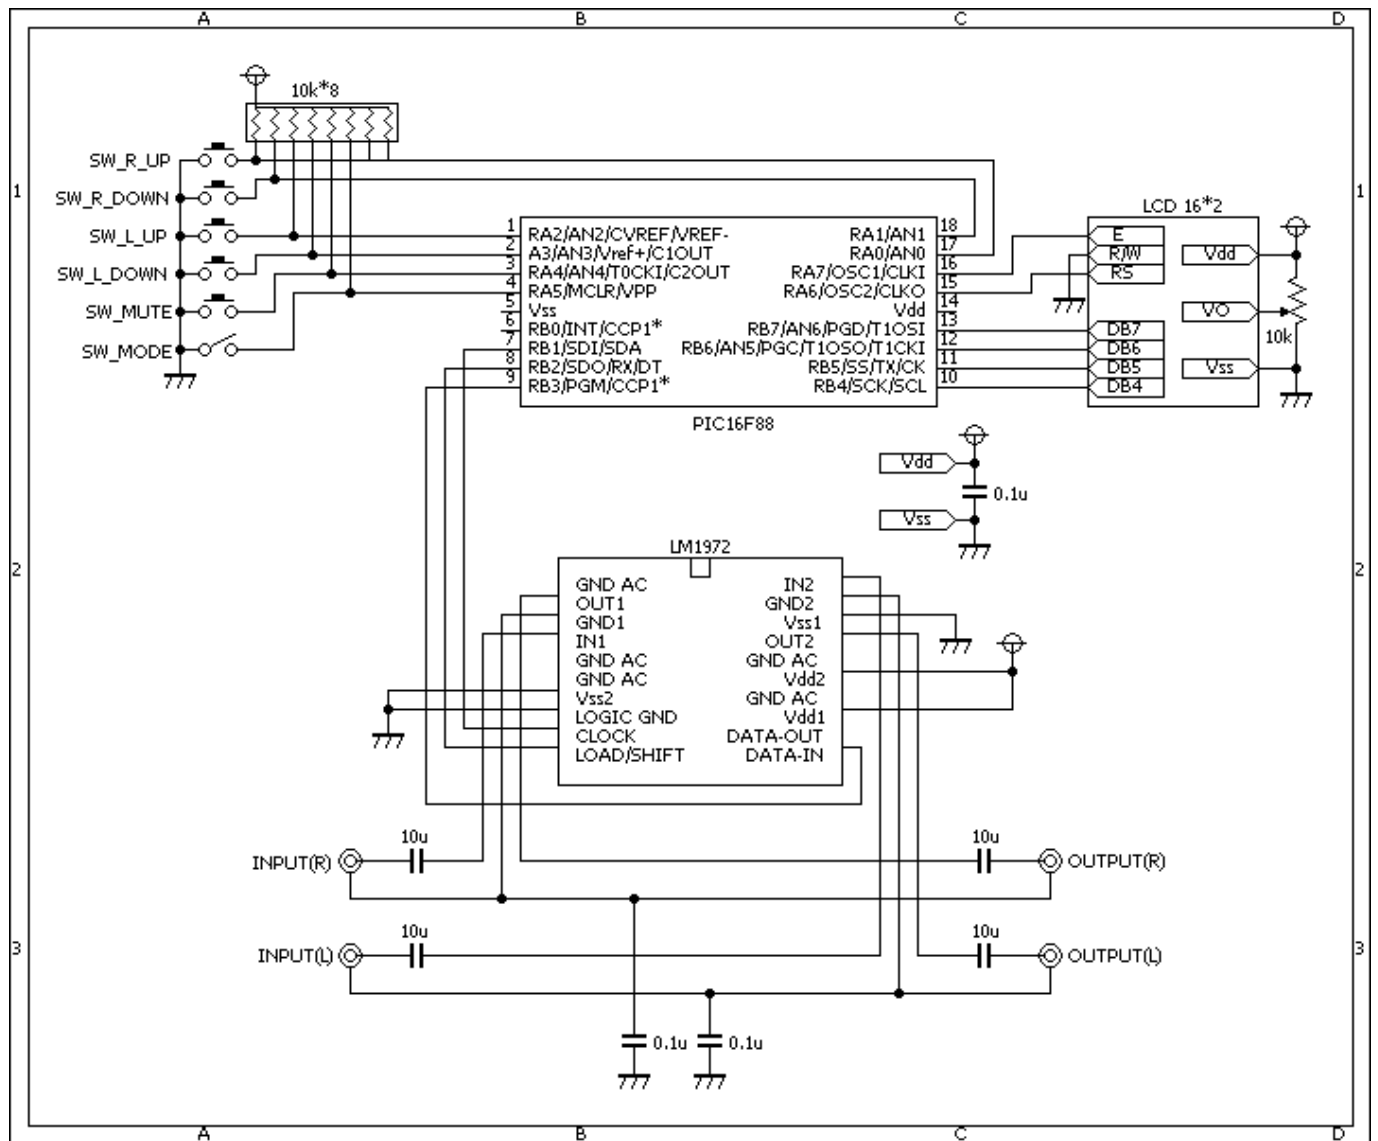 A B C D
10k*8
SW_R_UP
1 1
SW_R_DOWN
LCD 16*2
SW_L_UP
1 RA2/AN2/CVREF/VREF- RA1/AN1 18
E
2 A3/AN3/Vref+/C1OUT RA0/AN0 17
R/W Vdd
SW_L_DOWN
3 RA4/AN4/T0CKI/C2OUT RA7/OSC1/CLKI 16
RS
4 RA5/MCLR/VPP RA6/OSC2/CLKO 15
SW_MUTE
5 Vss Vdd 14
VO
6 RB0/INT/CCP1* RB7/AN6/PGD/T1OSI 13
DB7 10k
SW_MODE
7 RB1/SDI/SDA RB6/AN5/PGC/T1OSO/T1CKI 12
DB6
8 RB2/SDO/RX/DT RB5/SS/TX/CK 11
DB5 Vss
9 RB3/PGM/CCP1* RB4/SCK/SCL 10
DB4
PIC16F88
Vdd
0.1u
Vss
LM1972
2 2
GND AC IN2
OUT1 GND2
GND1 Vss1
IN1 OUT2
GND AC GND AC
GND AC Vdd2
Vss2 GND AC
LOGIC GND Vdd1
CLOCK DATA-OUT
LOAD/SHIFT DATA-IN
10u 10u
INPUT(R) OUTPUT(R)
10u 10u
3 3
INPUT(L) OUTPUT(L)
0.1u 0.1u
A B C D